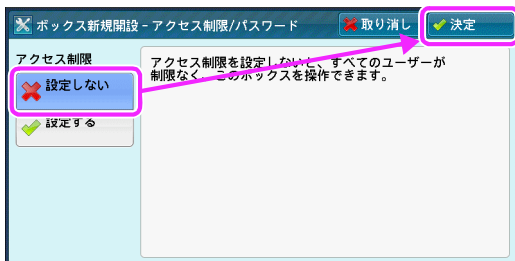 ボックス新規開設 - アクセス制限/パスワード
取り消し
決定
アクセス制限
設定しない
設定する
アクセス制限を設定しないと、すべてのユーザーが
制限なく、このボックスを操作できます。